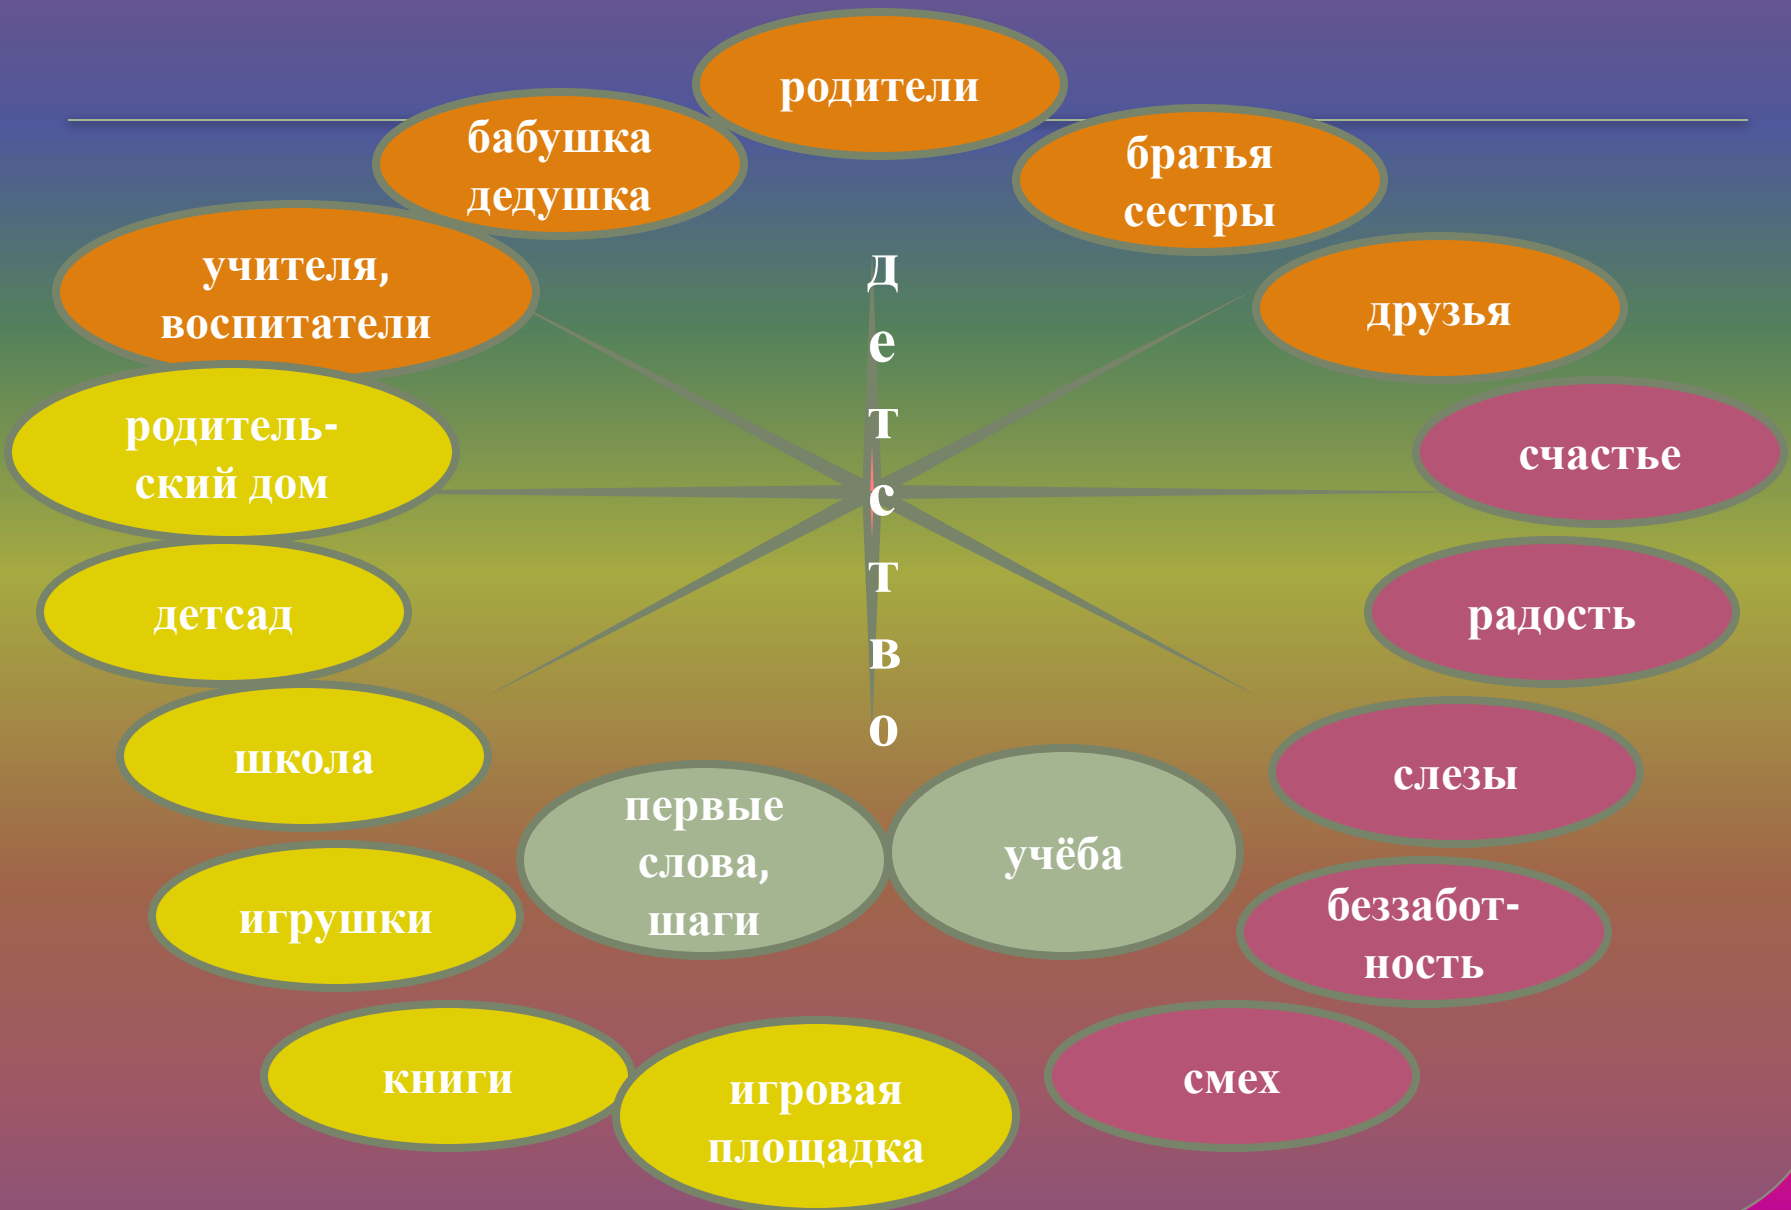 родители
бабушка
дедушка
братья
сестры
учителя,
воспитатели
друзья
д
е
т
с
т
в
о
родитель-
ский дом
счастье
детсад
радость
школа
слезы
первые
слова,
шаги
учёба
игрушки
беззабот-
ность
книги
игровая
площадка
смех